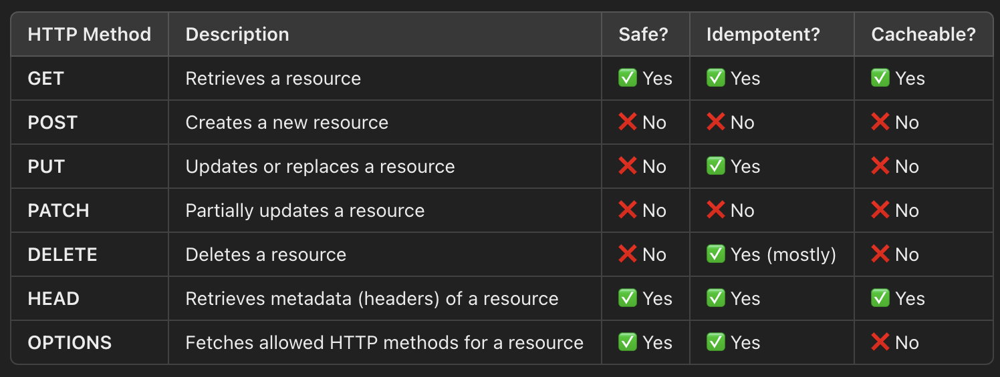 HTTP Method Description Safe? Idempotent? Cacheable?
GET Retrieves a resource ✅ Yes ✅ Yes ✅ Yes
POST Creates a new resource ❌ No ❌ No ❌ No
PUT Updates or replaces a resource ❌ No ✅ Yes ❌ No
PATCH Partially updates a resource ❌ No ❌ No ❌ No
DELETE Deletes a resource ❌ No ✅ Yes (mostly) ❌ No
HEAD Retrieves metadata (headers) of a resource ✅ Yes ✅ Yes ✅ Yes
OPTIONS Fetches allowed HTTP methods for a resource ✅ Yes ✅ Yes ❌ No